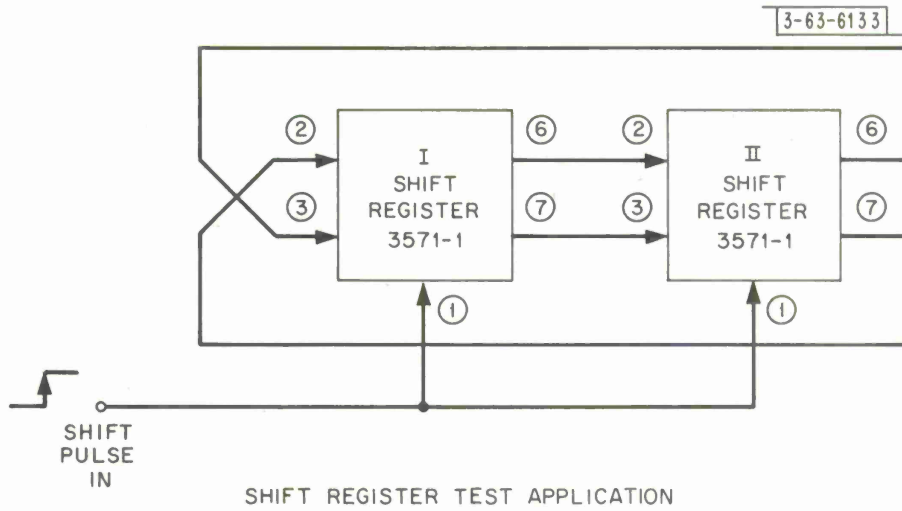 3-63-6133
② ⑥ ② ⑥
I
SHIFT
REGISTER
3571-1
II
SHIFT
REGISTER
3571-1
③ ⑦ ③ ⑦
① ①
SHIFT
PULSE
IN
SHIFT REGISTER TEST APPLICATION